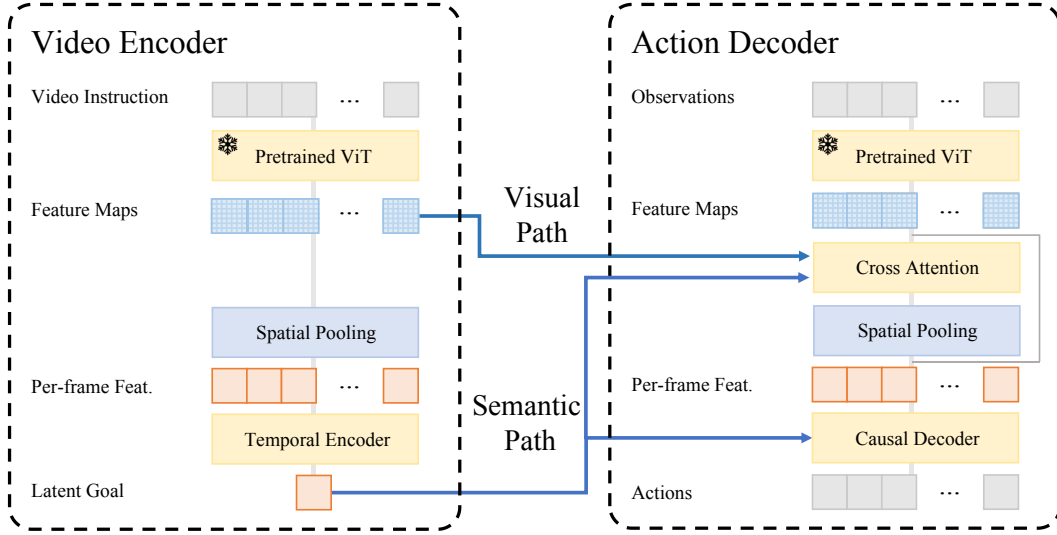 Video Encoder
Video Instruction
...
Pretrained ViT
Feature Maps
...
Spatial Pooling
Per-frame Feat.
...
Temporal Encoder
Latent Goal
Visual
Path
Semantic
Path
Action Decoder
Observations
...
Pretrained ViT
Feature Maps
...
Cross Attention
Spatial Pooling
Per-frame Feat.
...
Causal Decoder
Actions
...